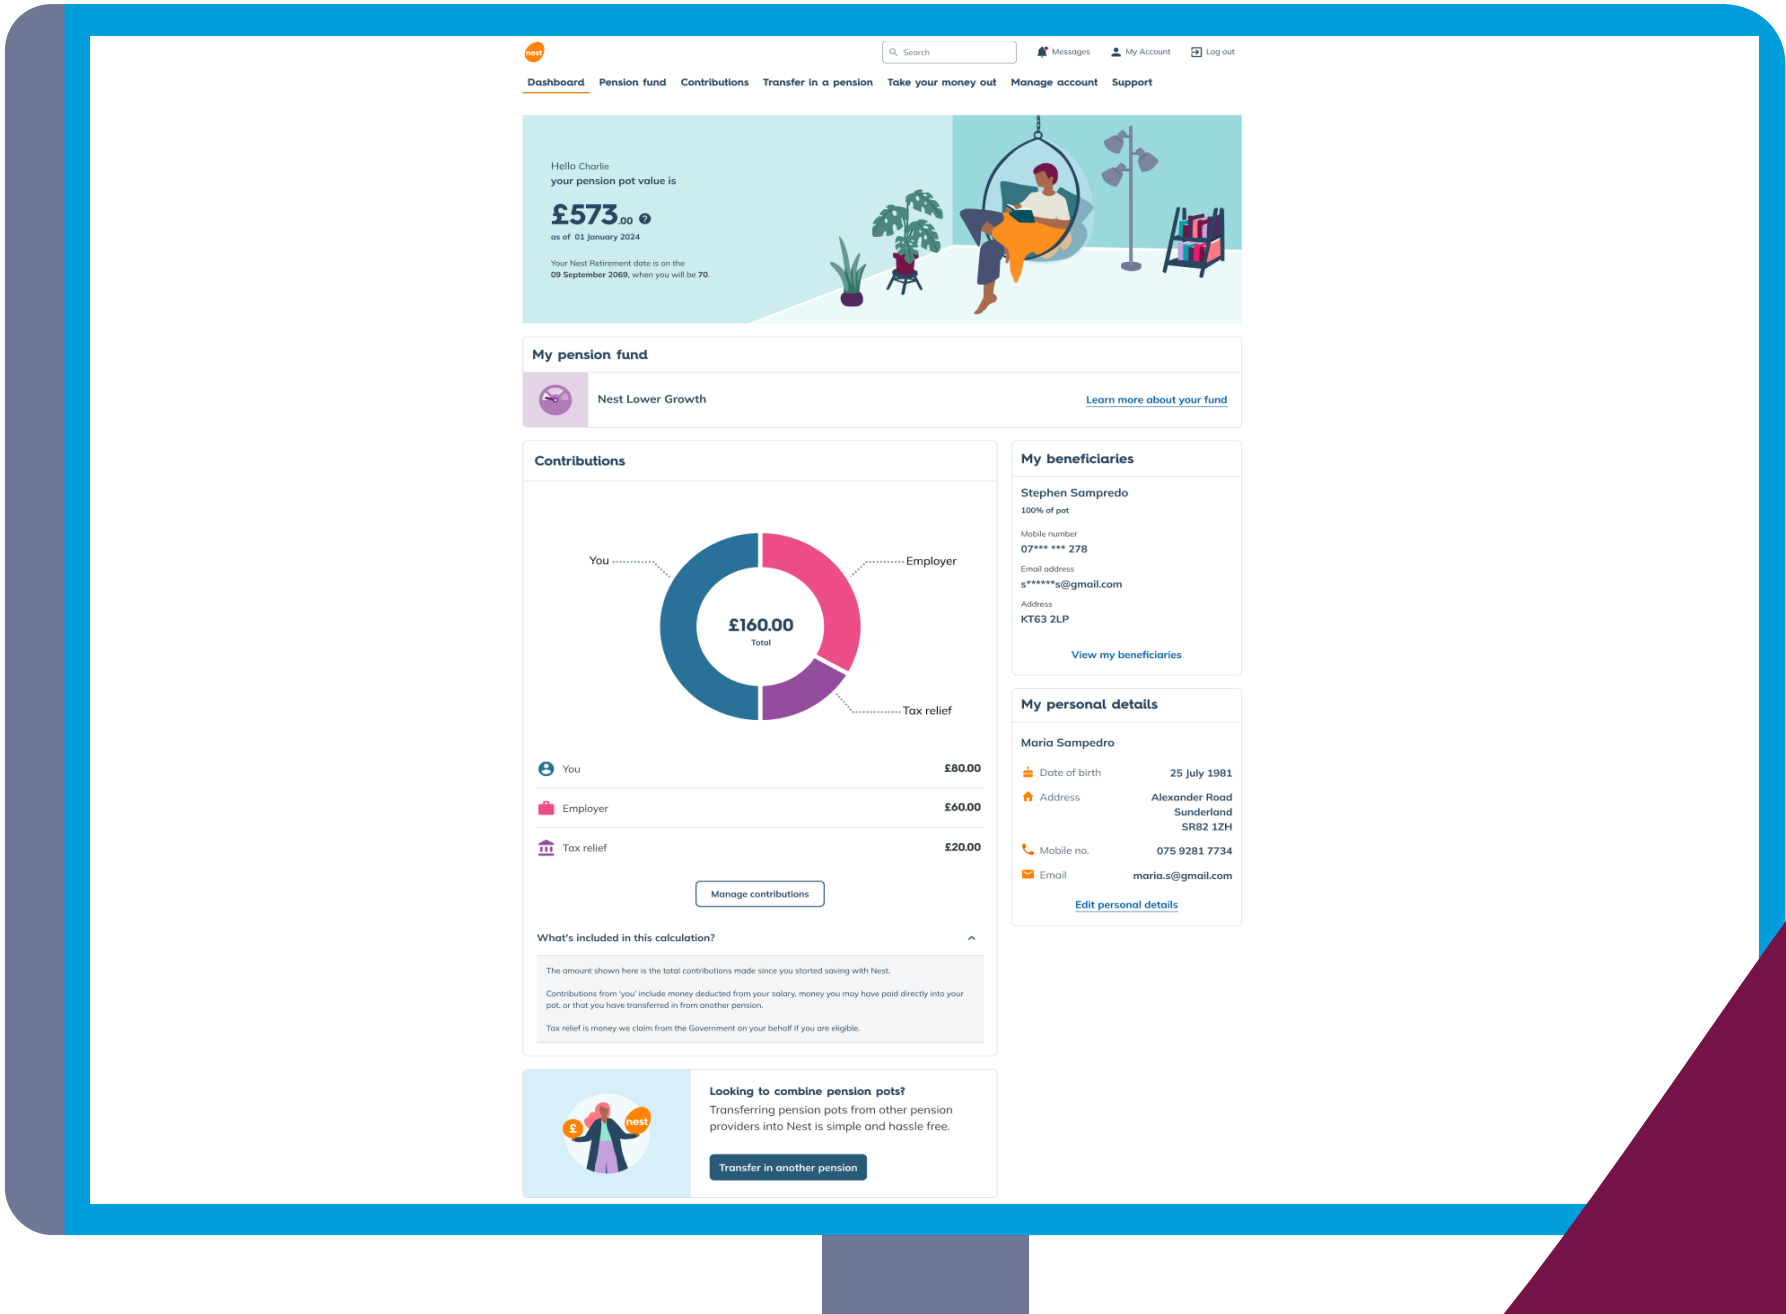 nest
Search
Messages
My Account
Log out
Dashboard Pension fund Contributions Transfer in a pension Take your money out Manage account Support
Hello Charlie
your pension pot value is
£573.00 ?
as of 01 January 2024
Your Nest Retirement date is on the
09 September 2069, when you will be 70.
My pension fund
Nest Lower Growth
Learn more about your fund
Contributions
You
Employer
£160.00
Total
Tax relief
You £80.00
Employer £60.00
Tax relief £20.00
Manage contributions
What's included in this calculation?
The amount shown here is the total contributions made since you started saving with Nest.
Contributions from 'you' include money deducted from your salary, money you may have paid directly into your
pot, or that you have transferred in from another pension.
Tax relief is money we claim from the Government on your behalf if you are eligible.
My beneficiaries
Stephen Sampredo
100% of pot
Mobile number
07*** *** 278
Email address
s******s@gmail.com
Address
KT63 2LP
View my beneficiaries
My personal details
Maria Sampedro
Date of birth 25 July 1981
Address Alexander Road
Sunderland
SR82 1ZH
Mobile no. 075 9281 7734
Email maria.s@gmail.com
Edit personal details
£
nest
Looking to combine pension pots?
Transferring pension pots from other pension
providers into Nest is simple and hassle free.
Transfer in another pension